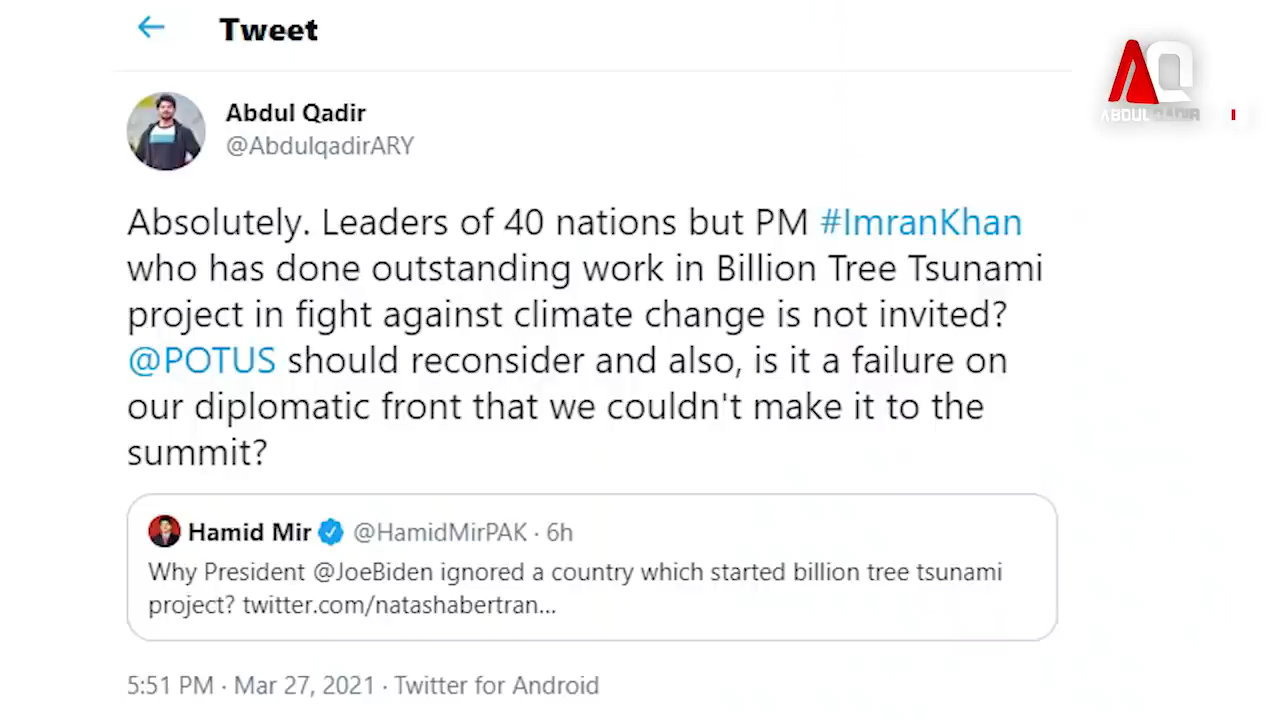 Tweet
AQ
ABDUL QADIR
Abdul Qadir
@AbdulqadirARY
Absolutely. Leaders of 40 nations but PM #ImranKhan
who has done outstanding work in Billion Tree Tsunami
project in fight against climate change is not invited?
@POTUS should reconsider and also, is it a failure on
our diplomatic front that we couldn't make it to the
summit?
Hamid Mir @HamidMirPAK · 6h
Why President @JoeBiden ignored a country which started billion tree tsunami
project? twitter.com/natashabertran...
5:51 PM · Mar 27, 2021 · Twitter for Android